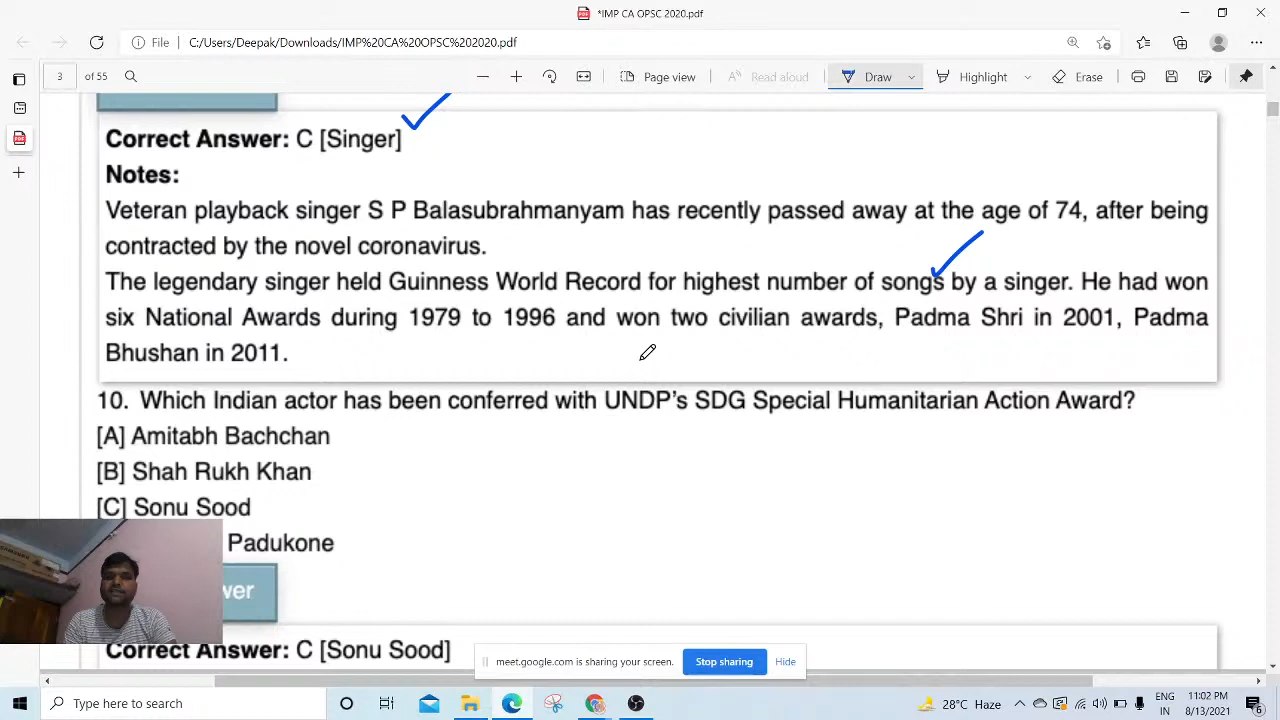 *IMP CA OPSC 2020.pdf
File C:/Users/Deepak/Downloads/IMP%20CA%20OPSC%202020.pdf
3 of 55 Page view Read aloud Draw Highlight Erase
Correct Answer: C [Singer]
Notes:
Veteran playback singer S P Balasubrahmanyam has recently passed away at the age of 74, after being
contracted by the novel coronavirus.
The legendary singer held Guinness World Record for highest number of songs by a singer. He had won
six National Awards during 1979 to 1996 and won two civilian awards, Padma Shri in 2001, Padma
Bhushan in 2011.
10. Which Indian actor has been conferred with UNDP's SDG Special Humanitarian Action Award?
[A] Amitabh Bachchan
[B] Shah Rukh Khan
[C] Sonu Sood
Padukone
wer
Correct Answer: C [Sonu Sood]
meet.google.com is sharing your screen. Stop sharing Hide
Type here to search 28°C Haze ENG 11:02 PM
IN 8/13/2021 6